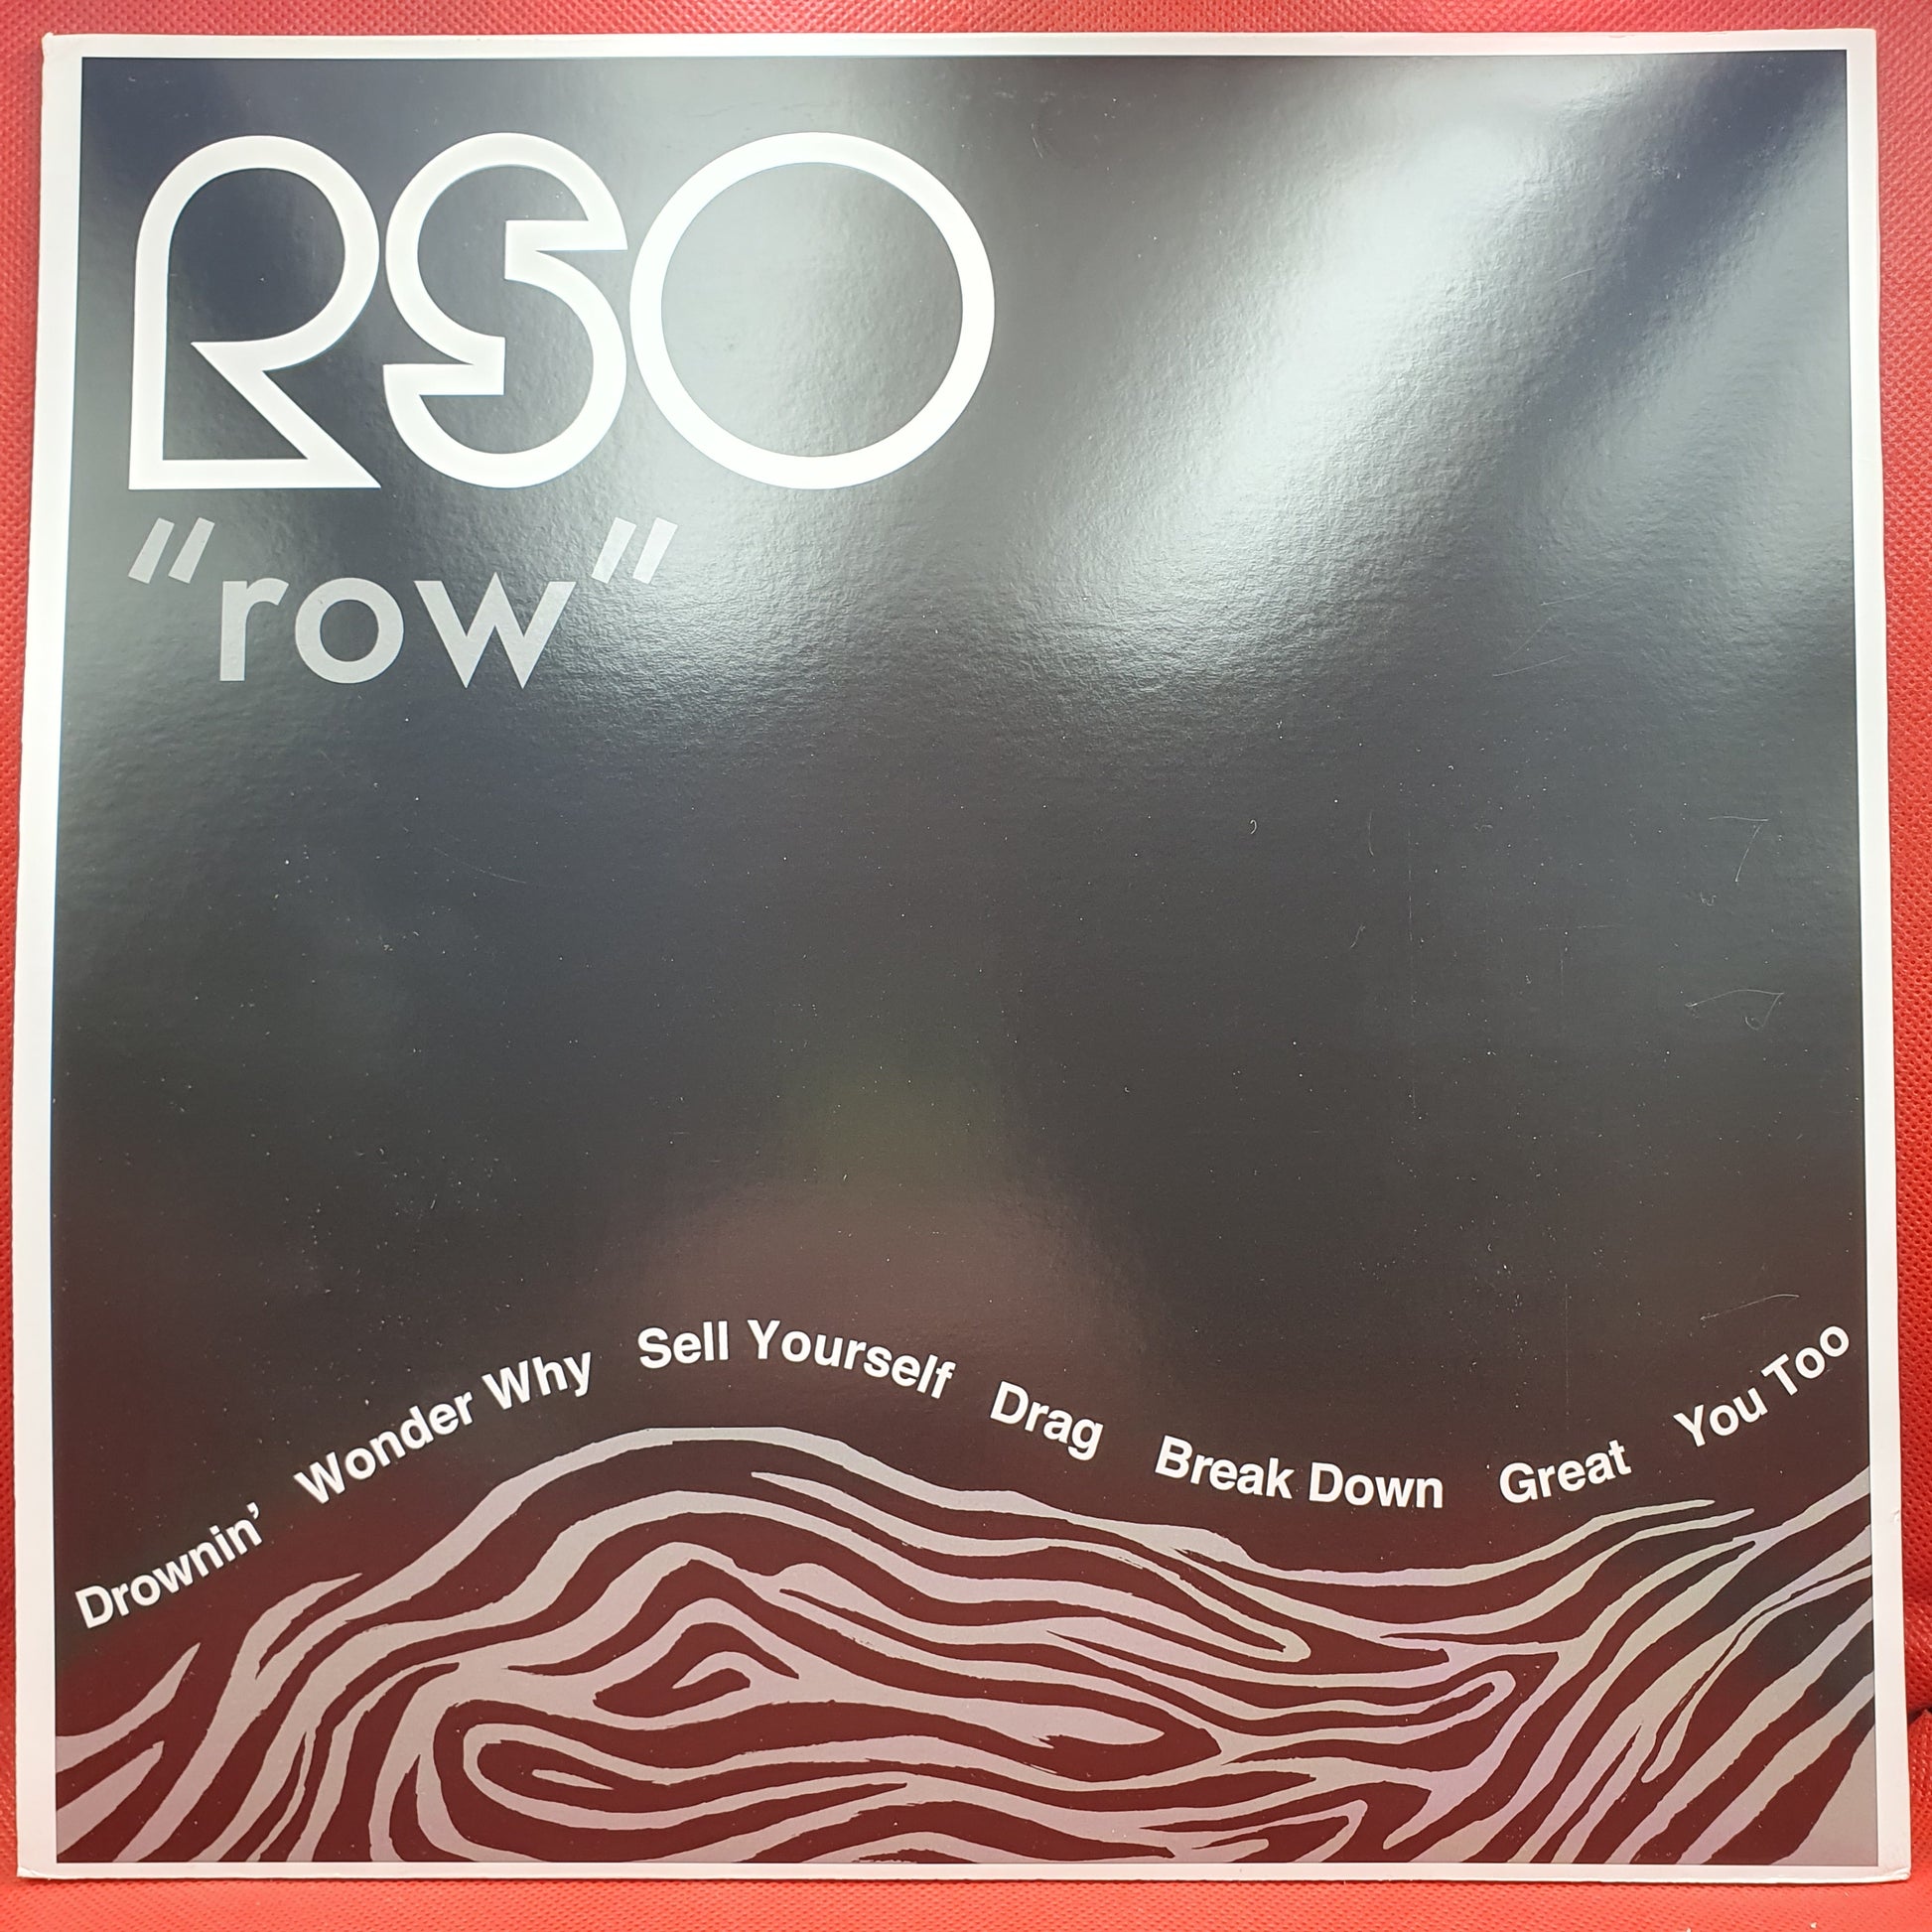 RSO
"row"
Drownin' Wonder Why Sell Yourself Drag Break Down Great You Too